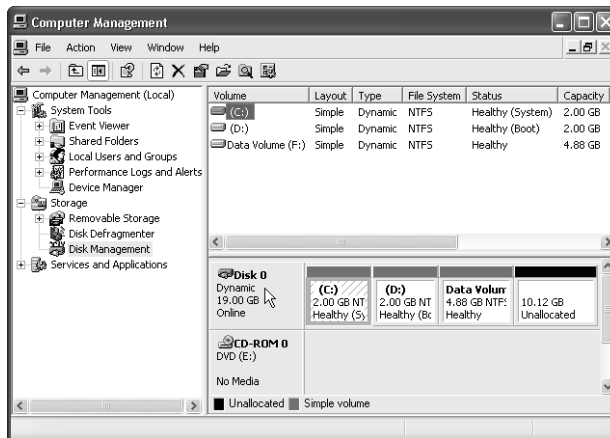 Computer Management
File Action View Window Help
Computer Management (Local)
System Tools
Event Viewer
Shared Folders
Local Users and Groups
Performance Logs and Alerts
Device Manager
Storage
Removable Storage
Disk Defragmenter
Disk Management
Services and Applications
Volume Layout Type File System Status Capacity
(C:) Simple Dynamic NTFS Healthy (System) 2.00 GB
(D:) Simple Dynamic NTFS Healthy (Boot) 2.00 GB
Data Volume (F:) Simple Dynamic NTFS Healthy 4.88 GB
Disk 0
Dynamic
19.00 GB
Online
(C:)
2.00 GB NT
Healthy (Sy
(D:)
2.00 GB NT
Healthy (Bc
Data Volum
4.88 GB NTF
Healthy
10.12 GB
Unallocated
CD-ROM 0
DVD (E:)
No Media
Unallocated Simple volume